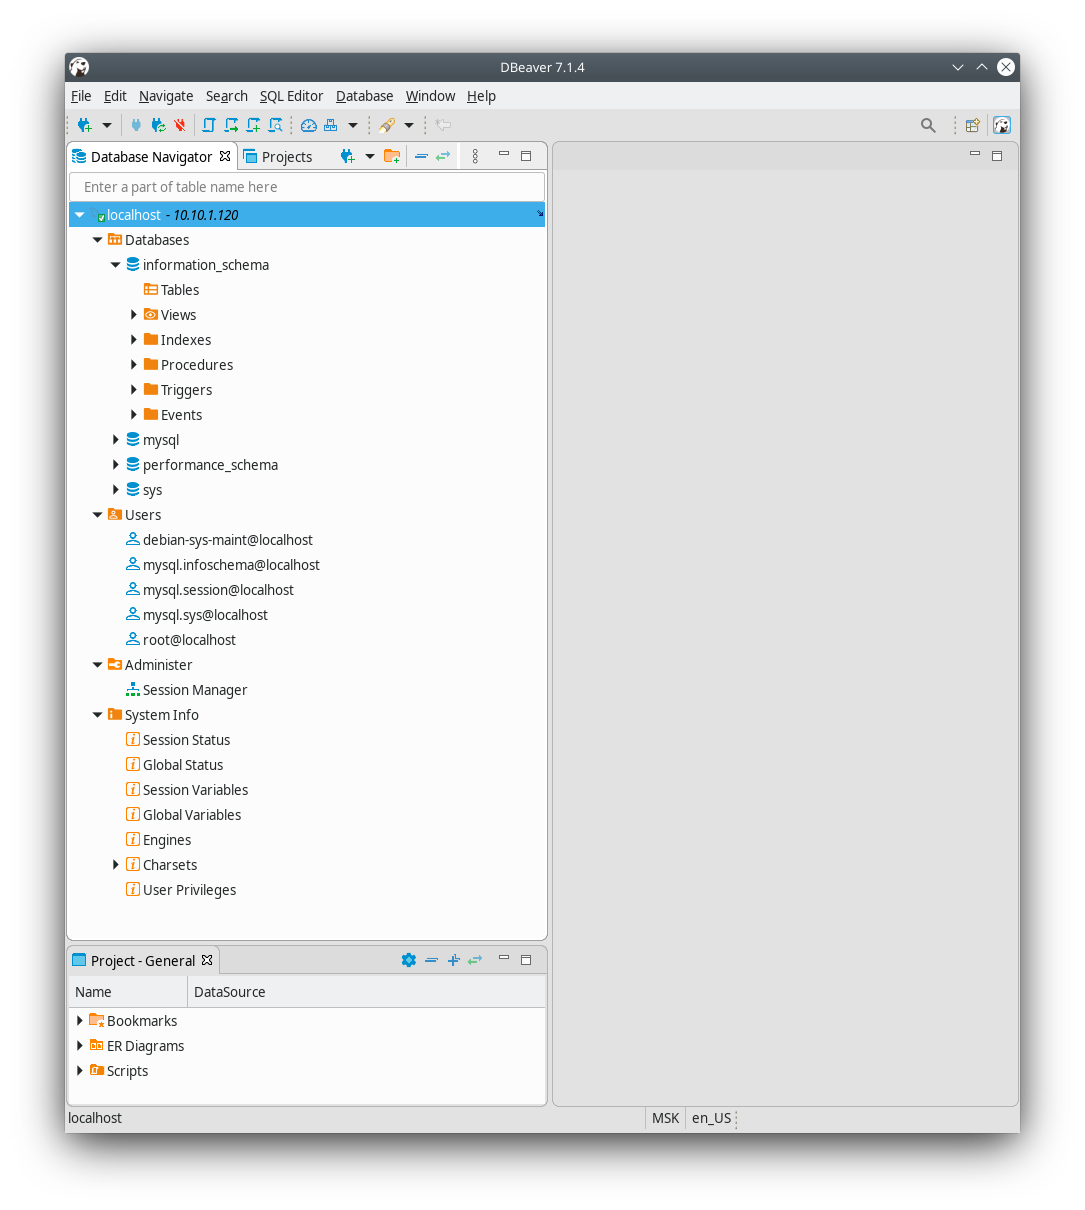 DBeaver 7.1.4
File Edit Navigate Search SQL Editor Database Window Help
Database Navigator Projects
Enter a part of table name here
localhost - 10.10.1.120
Databases
information_schema
Tables
Views
Indexes
Procedures
Triggers
Events
mysql
performance_schema
sys
Users
debian-sys-maint@localhost
mysql.infoschema@localhost
mysql.session@localhost
mysql.sys@localhost
root@localhost
Administer
Session Manager
System Info
Session Status
Global Status
Session Variables
Global Variables
Engines
Charsets
User Privileges
Project - General
Name DataSource
Bookmarks
ER Diagrams
Scripts
localhost MSK en_US